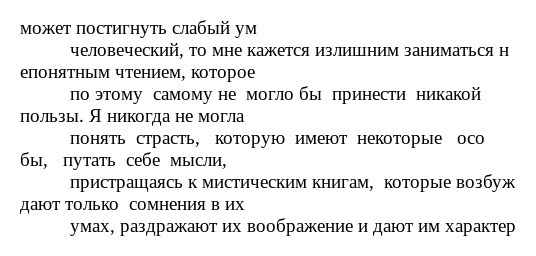 может постигнуть слабый ум
человеческий, то мне кажется излишним заниматься н
епонятным чтением, которое
по этому самому не могло бы принести никакой
пользы. Я никогда не могла
понять страсть, которую имеют некоторые осо
бы, путать себе мысли,
пристращаясь к мистическим книгам, которые возбуж
дают только сомнения в их
умах, раздражают их воображение и дают им характер